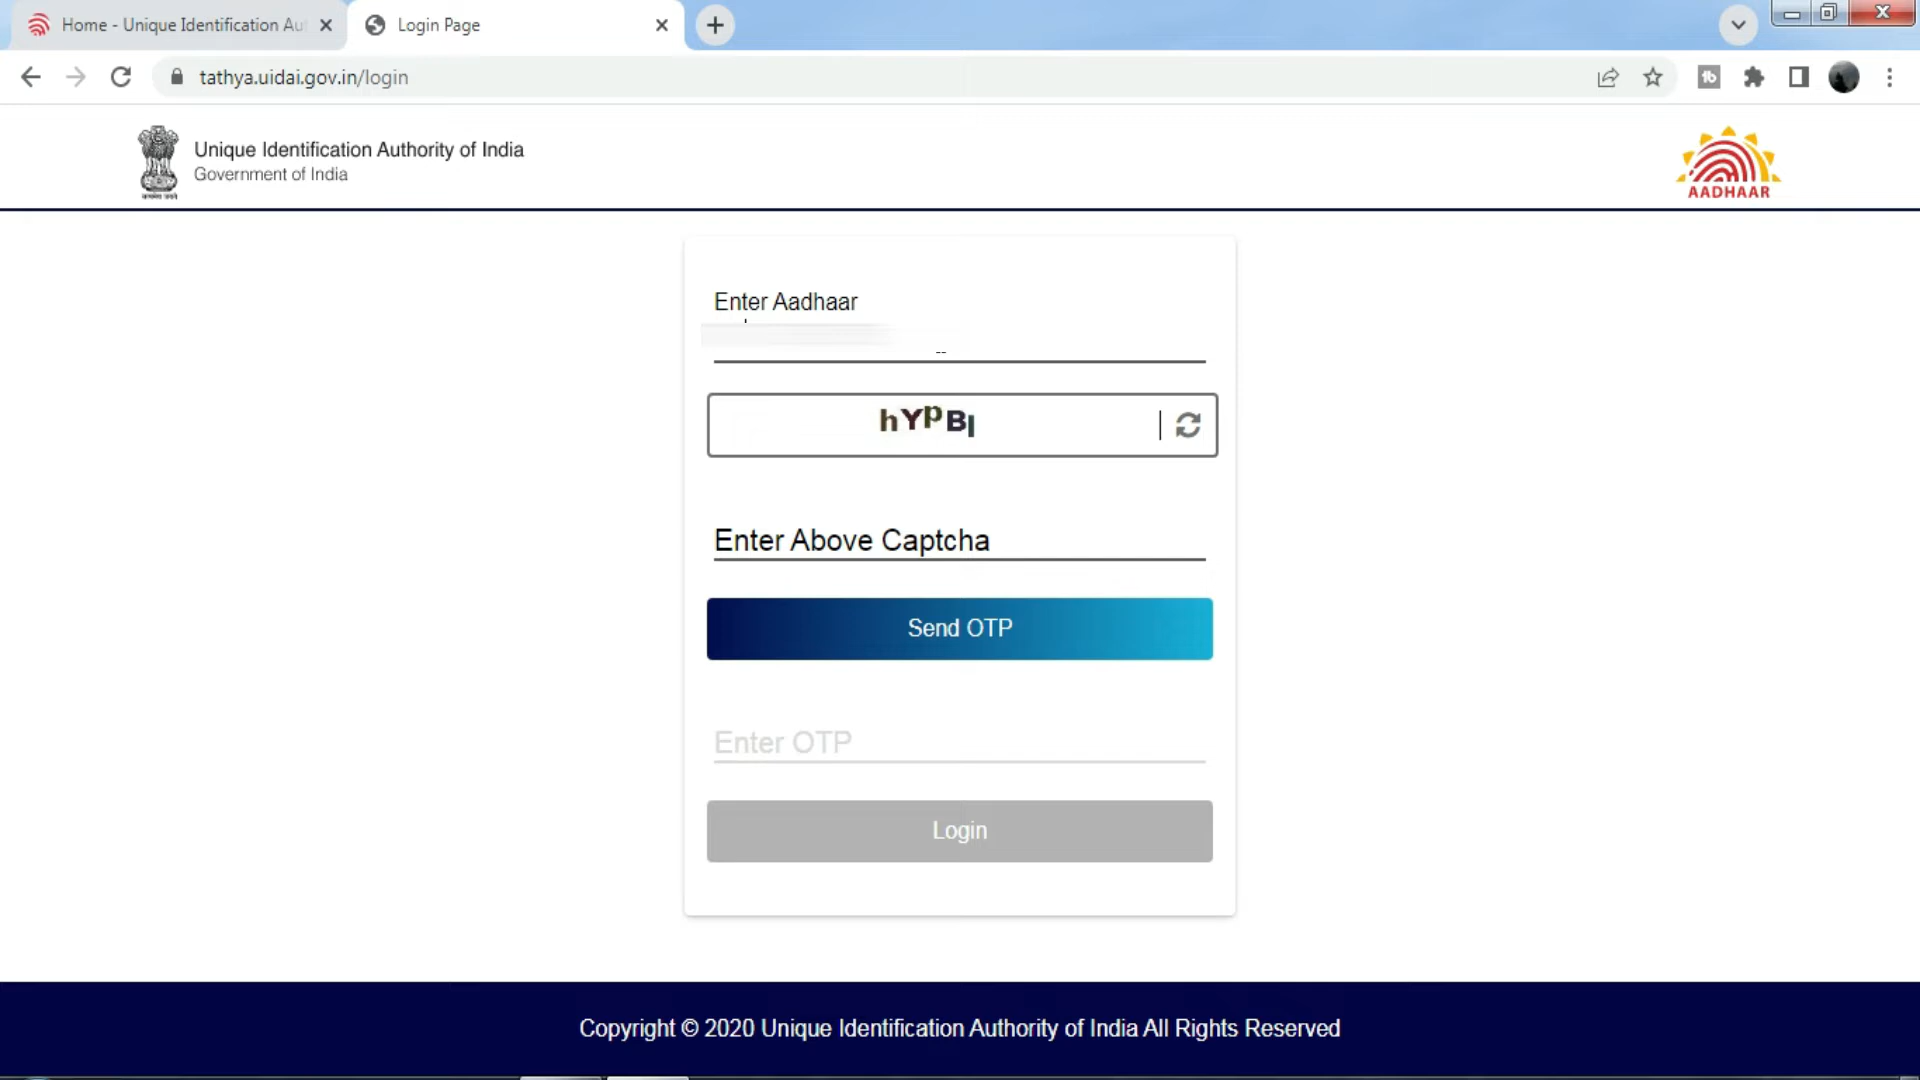 Home - Unique Identification Au
Login Page
tathya.uidai.gov.in/login
Unique Identification Authority of India
Government of India
AADHAAR
Enter Aadhaar
hYpBl
Enter Above Captcha
Send OTP
Enter OTP
Login
Copyright © 2020 Unique Identification Authority of India All Rights Reserved